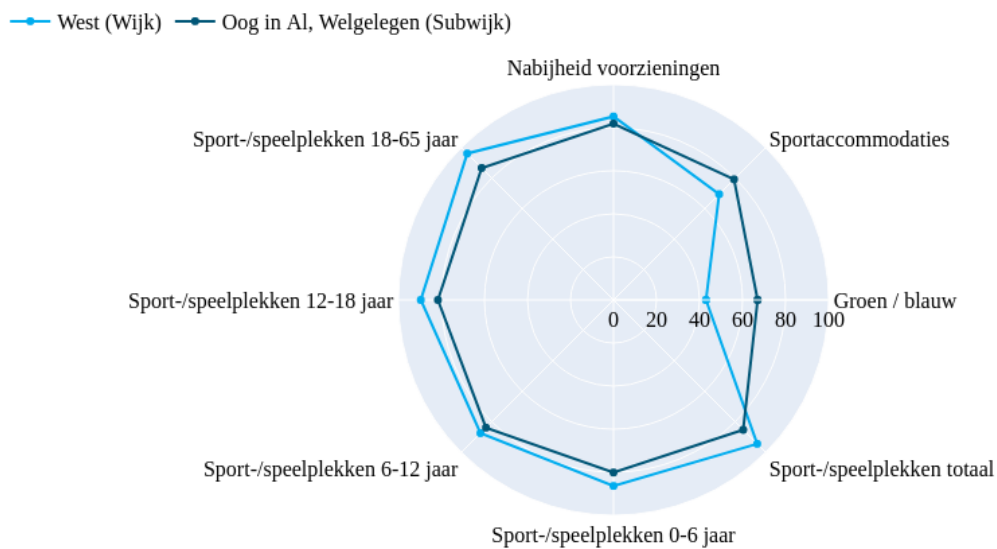 West (Wijk)
Oog in Al, Welgelegen (Subwijk)
Nabijheid voorzieningen
Sport-/speelplekken 18-65 jaar
Sportaccommodaties
Sport-/speelplekken 12-18 jaar
Groen / blauw
0 20 40 60 80 100
Sport-/speelplekken 6-12 jaar
Sport-/speelplekken totaal
Sport-/speelplekken 0-6 jaar